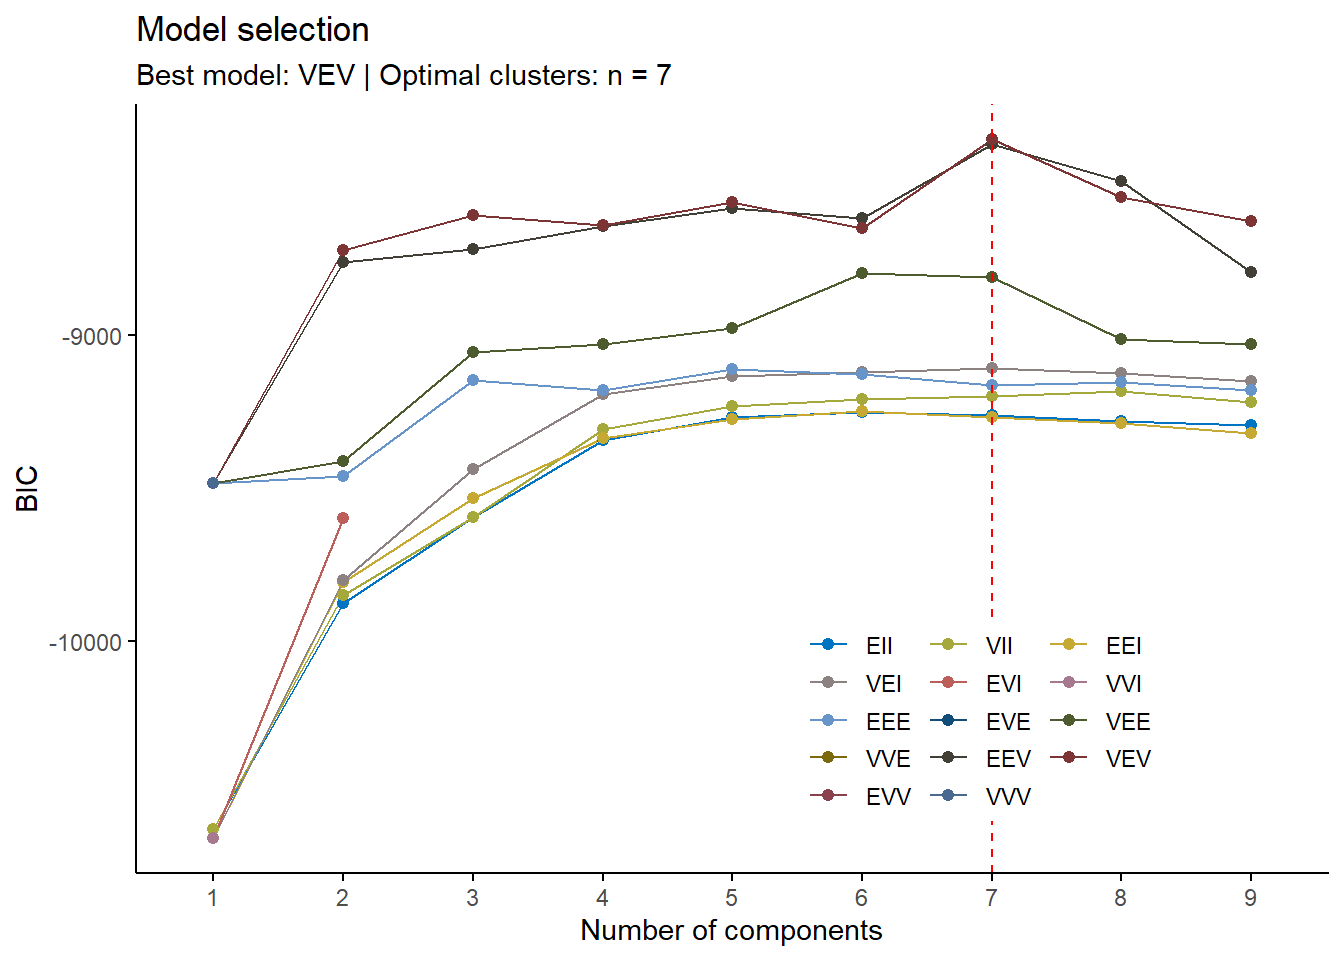 Model selection
Best model: VEV | Optimal clusters: n = 7
-9000
BIC
-10000
EII VII EEI
VEI EVI VVI
EEE EVE VEE
VVE EEV VEV
EVV VVV
1 2 3 4 5 6 7 8 9
Number of components